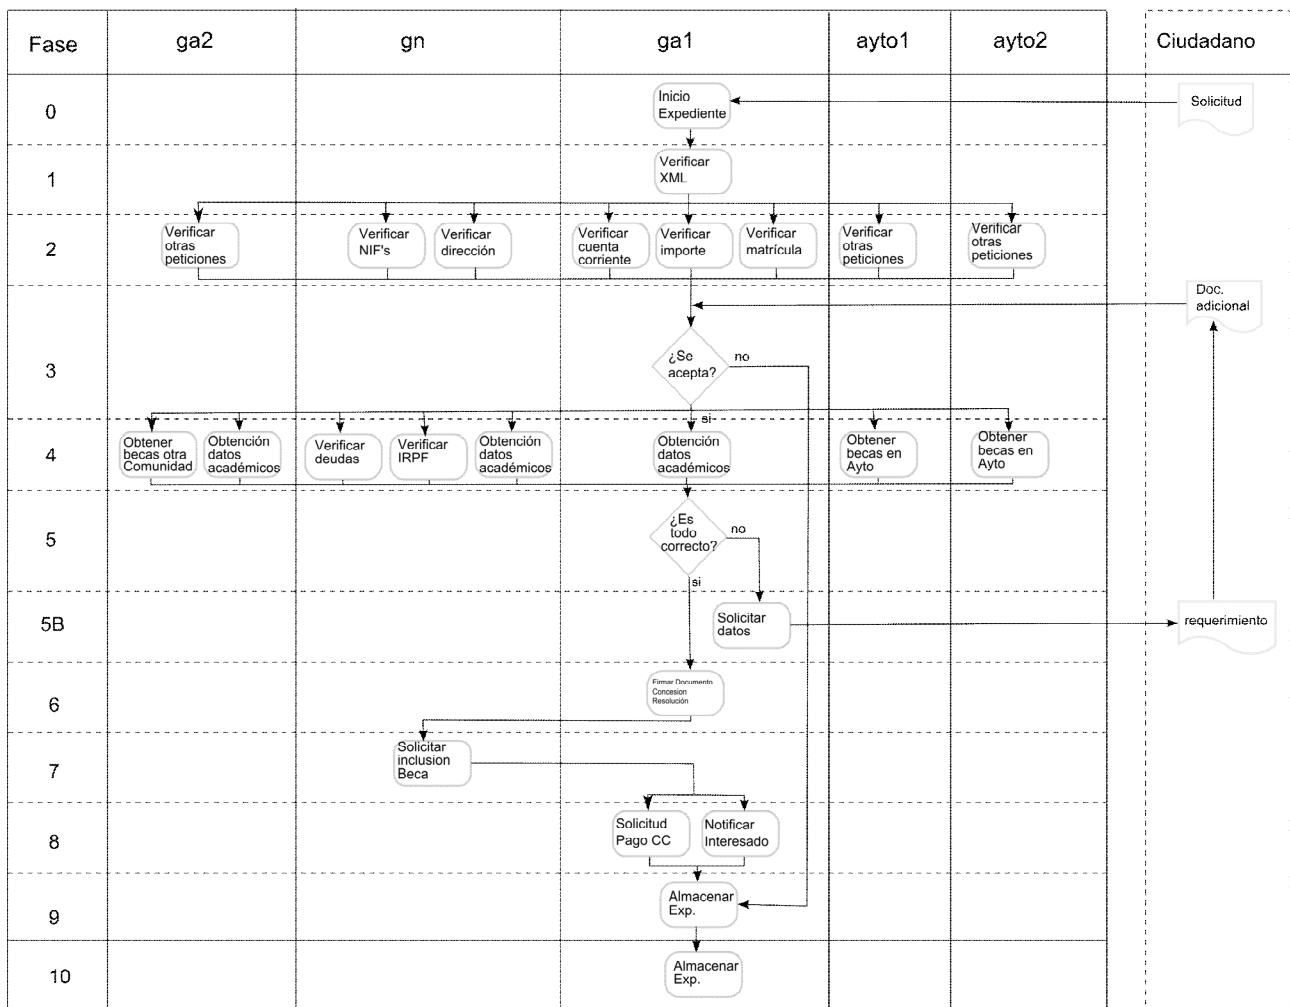 Fase
ga2
gn
ga1
ayto1
ayto2
Ciudadano
0
Inicio
Expediente
Solicitud
1
Verificar
XML
2
Verificar
otras
peticiones
Verificar
NIF's
Verificar
dirección
Verificar
cuenta
corriente
Verificar
importe
Verificar
matrícula
Verificar
otras
peticiones
Verificar
otras
peticiones
Doc.
adicional
3
¿Se
acepta?
no
si
4
Obtener
becas otra
Comunidad
Obtención
datos
académicos
Verificar
deudas
Verificar
IRPF
Obtención
datos
académicos
Obtención
datos
académicos
Obtener
becas en
Ayto
Obtener
becas en
Ayto
5
¿Es
todo
correcto?
no
si
5B
Solicitar
datos
requerimiento
6
Firmar Documento
Concesion
Resolución
7
Solicitar
inclusion
Beca
8
Solicitud
Pago CC
Notificar
Interesado
9
Almacenar
Exp.
10
Almacenar
Exp.